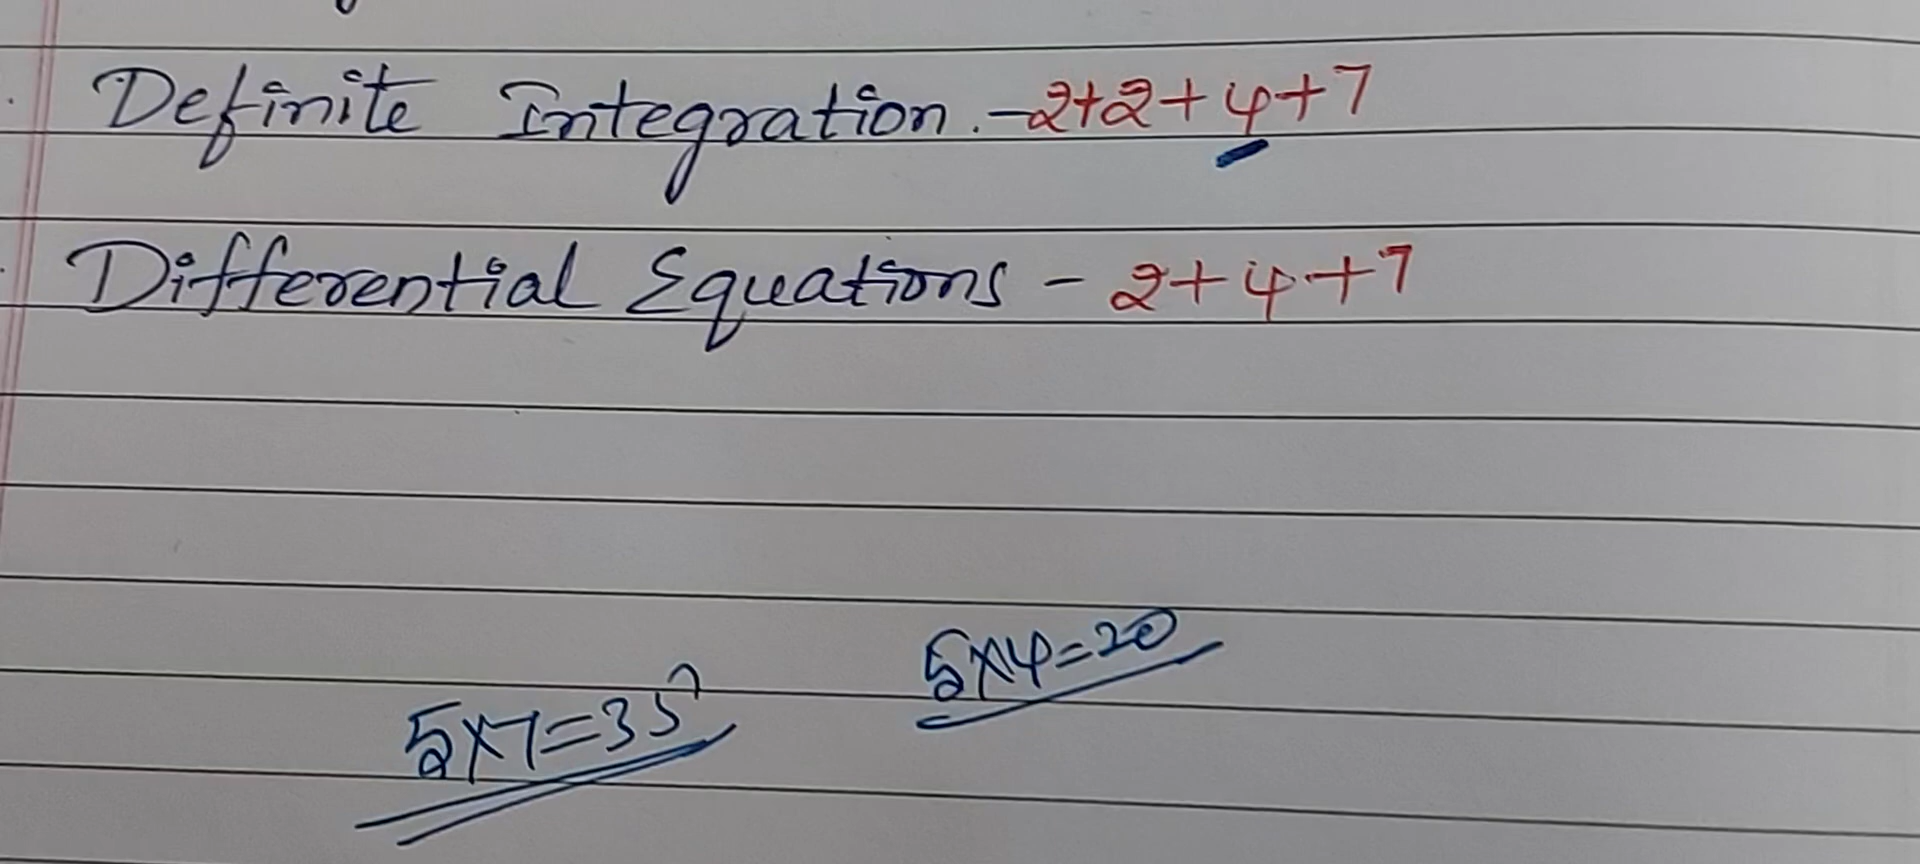 Definite Integration. -2+2+4+7
Differential Equations - 2+4+7
5×4=20
5×7=35